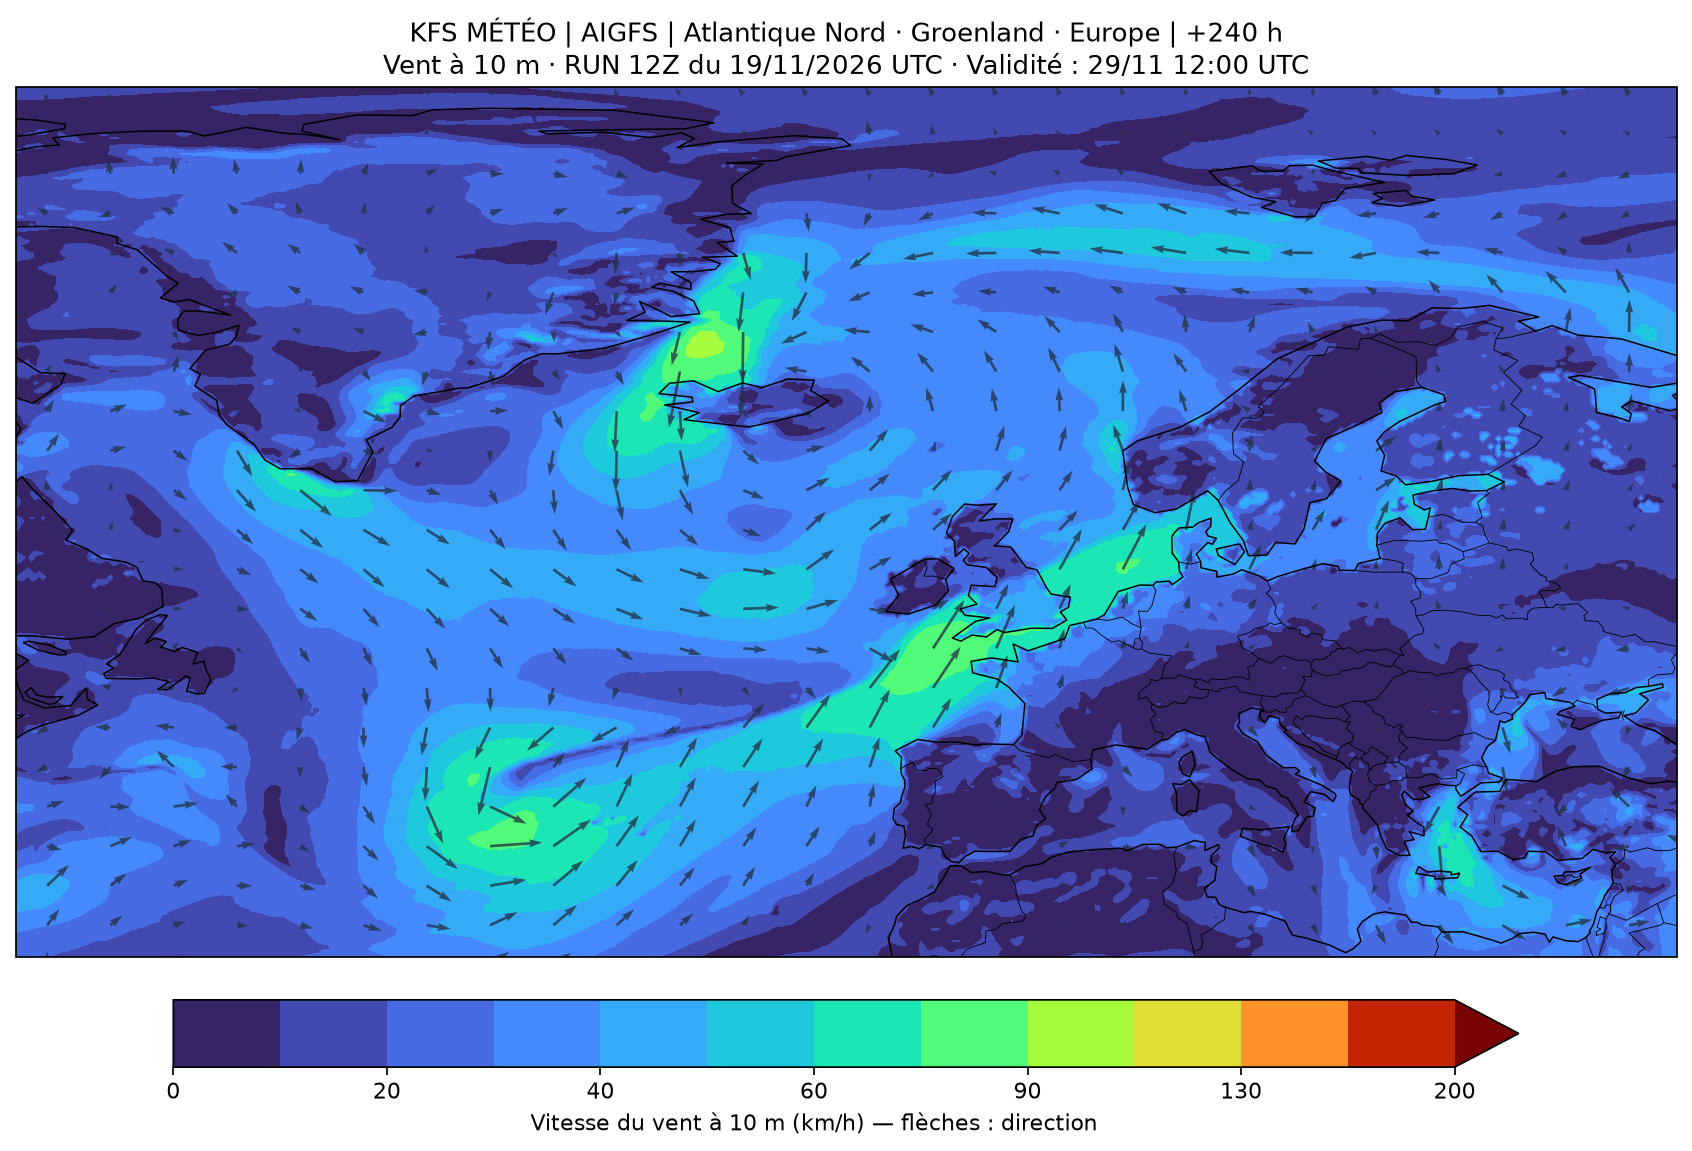 KFS MÉTÉO | AIGFS | Atlantique Nord · Groenland · Europe | +240 h
Vent à 10 m · RUN 12Z du 19/11/2026 UTC · Validité : 29/11 12:00 UTC
0 20 40 60 90 130 200
Vitesse du vent à 10 m (km/h) — flèches : direction